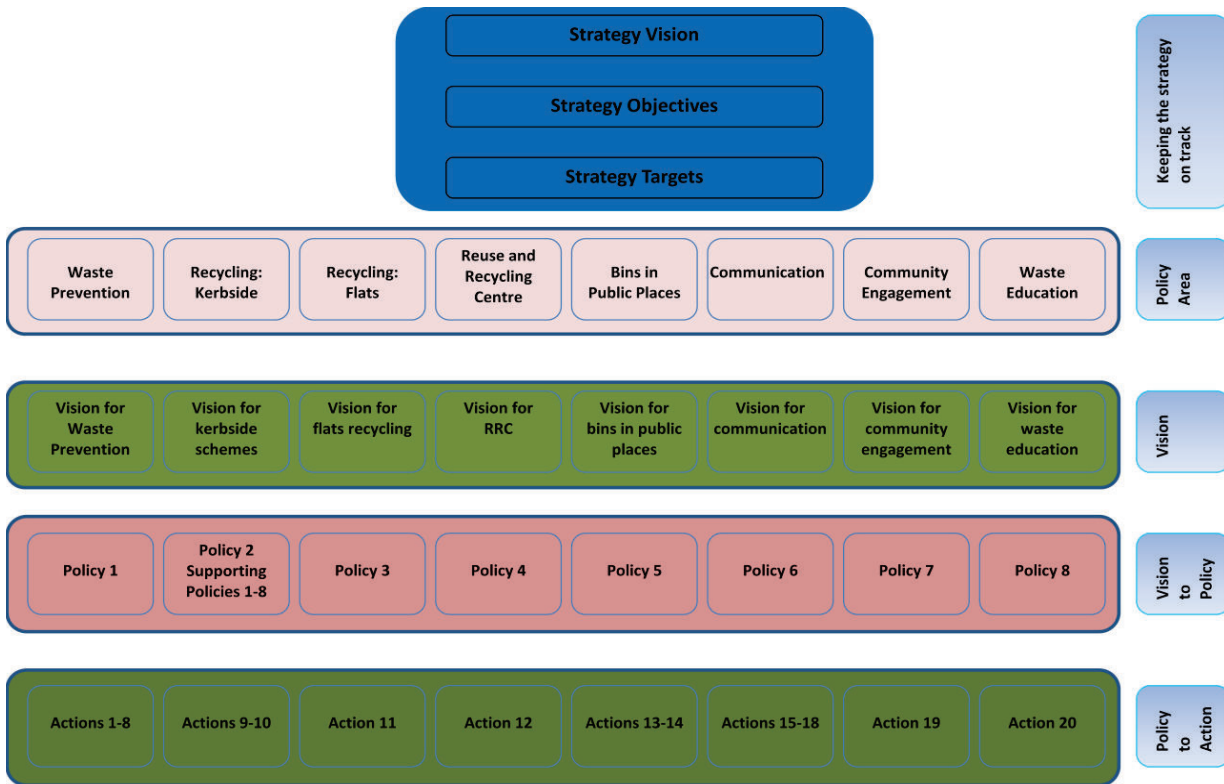 Strategy Vision
Strategy Objectives
Strategy Targets
Keeping the strategy
on track
Waste
Prevention
Recycling:
Kerbside
Recycling:
Flats
Reuse and
Recycling
Centre
Bins in
Public Places
Communication
Community
Engagement
Waste
Education
Policy
Area
Vision for
Waste
Prevention
Vision for
kerbside
schemes
Vision for
flats recycling
Vision for
RRC
Vision for
bins in public
places
Vision for
communication
Vision for
community
engagement
Vision for
waste
education
Vision
Policy 1
Policy 2
Supporting
Policies 1-8
Policy 3
Policy 4
Policy 5
Policy 6
Policy 7
Policy 8
Vision
to
Policy
Actions 1-8
Actions 9-10
Action 11
Action 12
Actions 13-14
Actions 15-18
Action 19
Action 20
Policy
to
Action